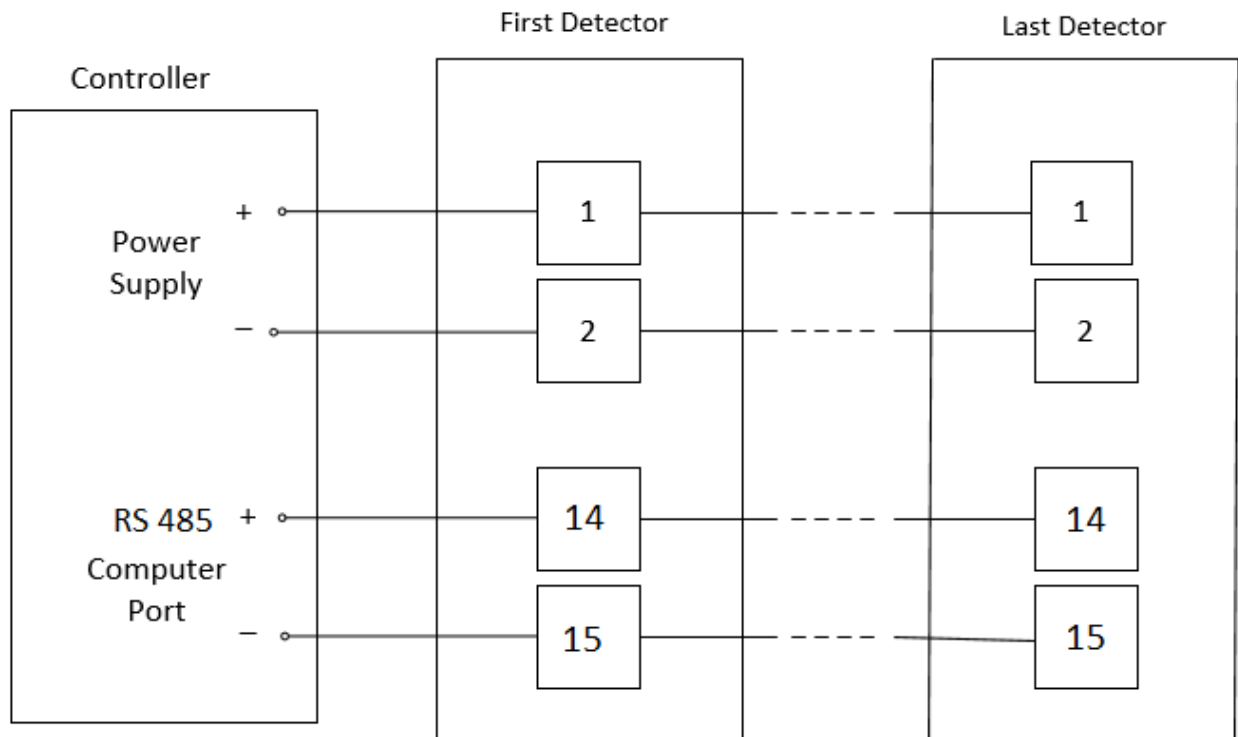 First Detector
Last Detector
Controller
+
Power
Supply
–
1
2
1
2
RS 485 +
Computer
Port
–
14
15
14
15